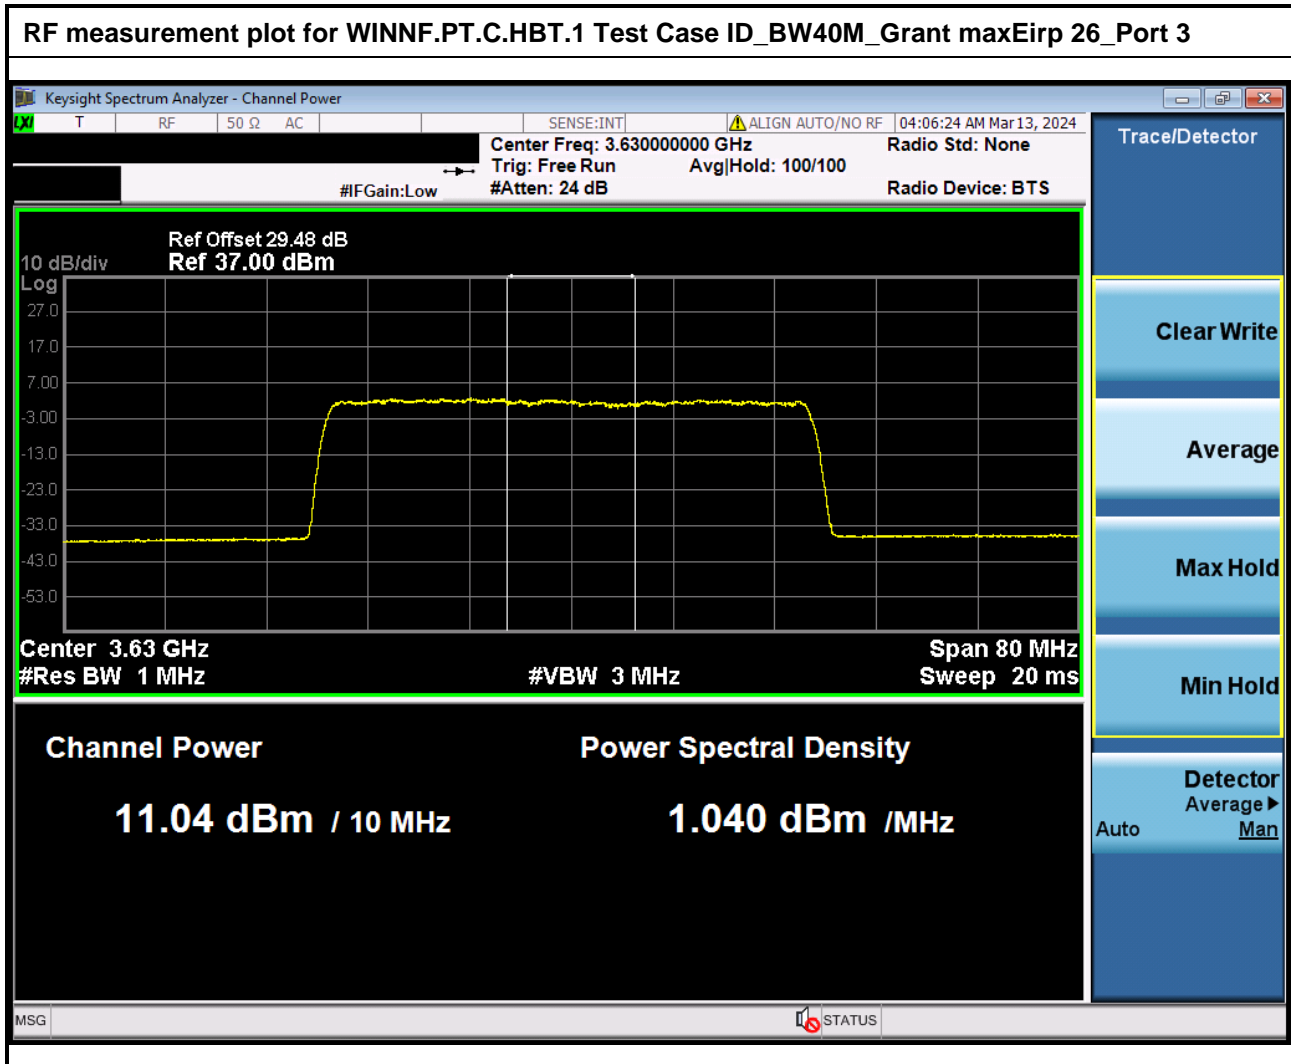 RF measurement plot for WINNF.PT.C.HBT.1 Test Case ID_BW40M_Grant maxEirp 26_Port 3
Keysight Spectrum Analyzer - Channel Power
LXI T RF 50 Ω AC SENSE:INT ALIGN AUTO/NO RF 04:06:24 AM Mar 13, 2024
Center Freq: 3.630000000 GHz Radio Std: None
Trig: Free Run Avg|Hold: 100/100
#IFGain:Low #Atten: 24 dB Radio Device: BTS
Ref Offset 29.48 dB
10 dB/div Ref 37.00 dBm
Log
27.0
17.0
7.00
-3.00
-13.0
-23.0
-33.0
-43.0
-53.0
Center 3.63 GHz Span 80 MHz
#Res BW 1 MHz #VBW 3 MHz Sweep 20 ms
Channel Power Power Spectral Density
11.04 dBm / 10 MHz 1.040 dBm /MHz
Trace/Detector
Clear Write
Average
Max Hold
Min Hold
Detector
Average
Auto Man
MSG STATUS